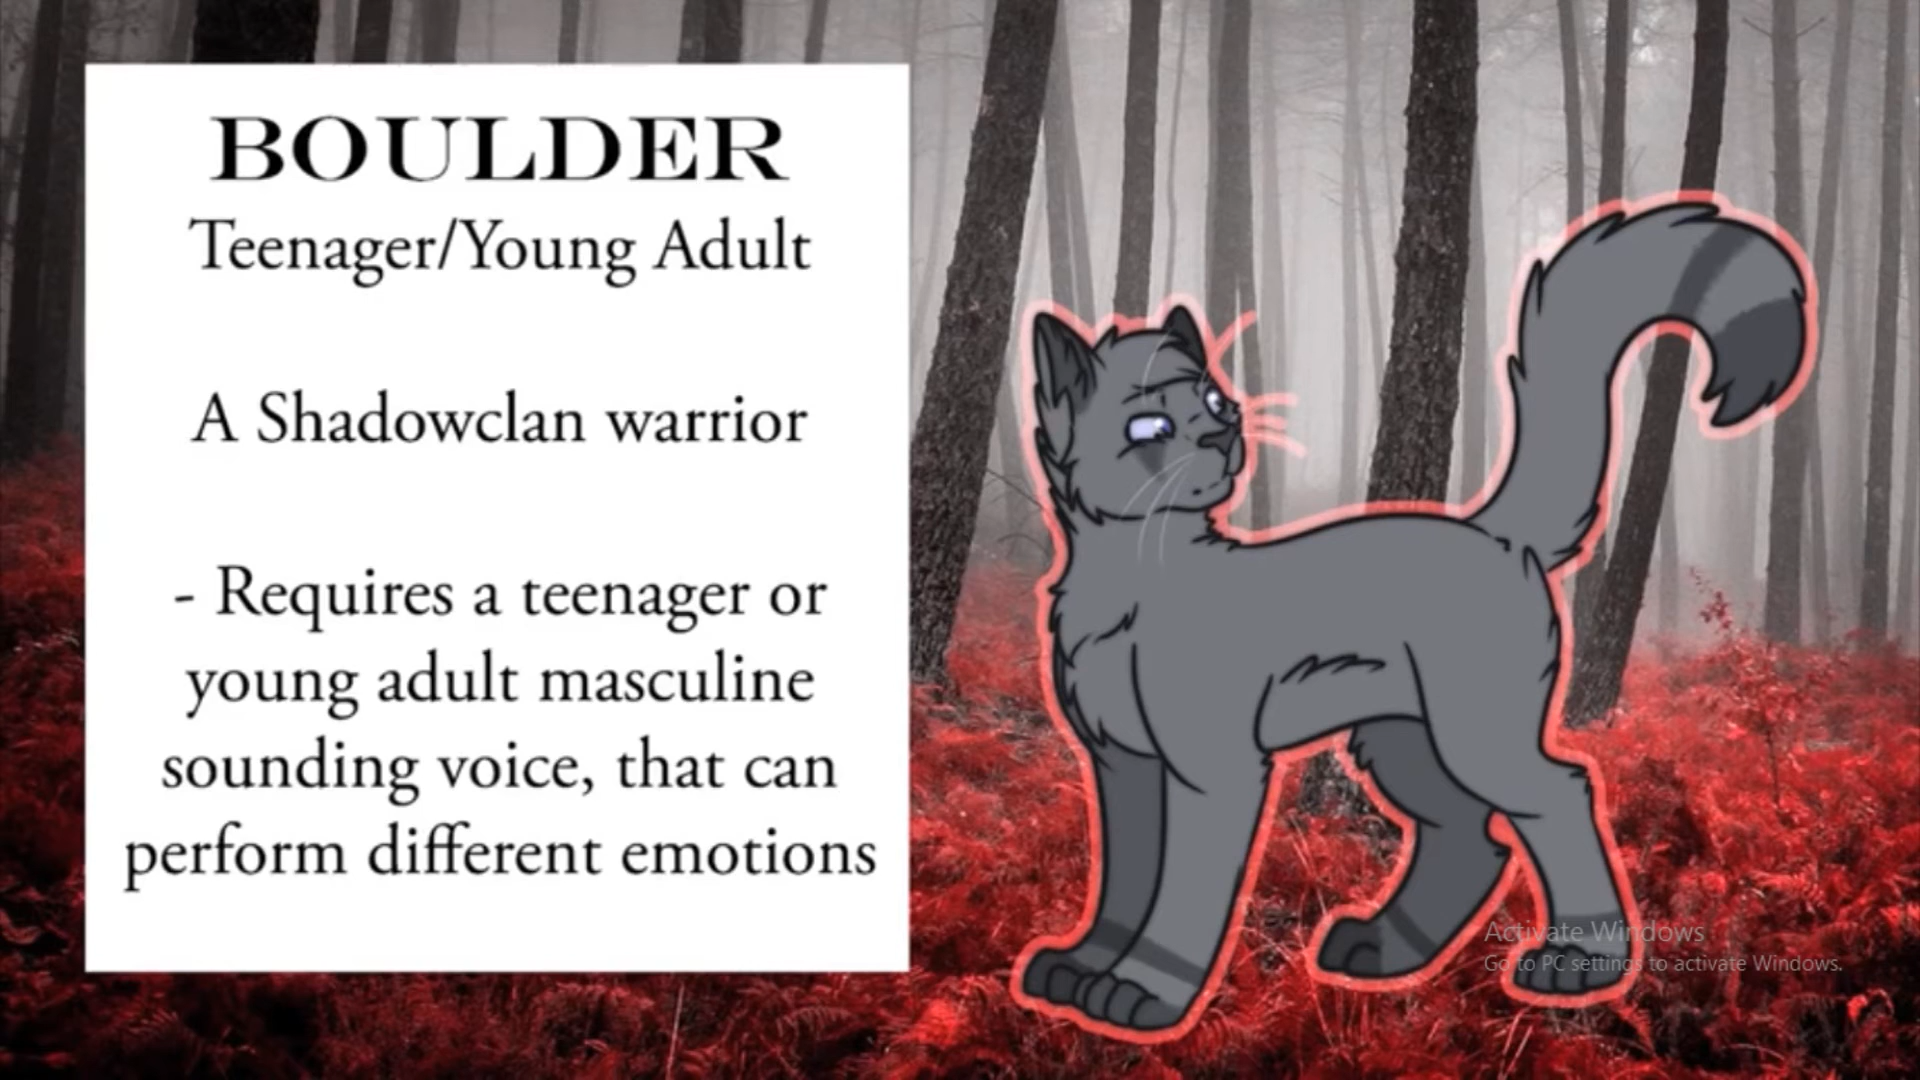 BOULDER
Teenager/Young Adult
A Shadowclan warrior
- Requires a teenager or
young adult masculine
sounding voice, that can
perform different emotions
Activate Windows
Go to PC settings to activate Windows.